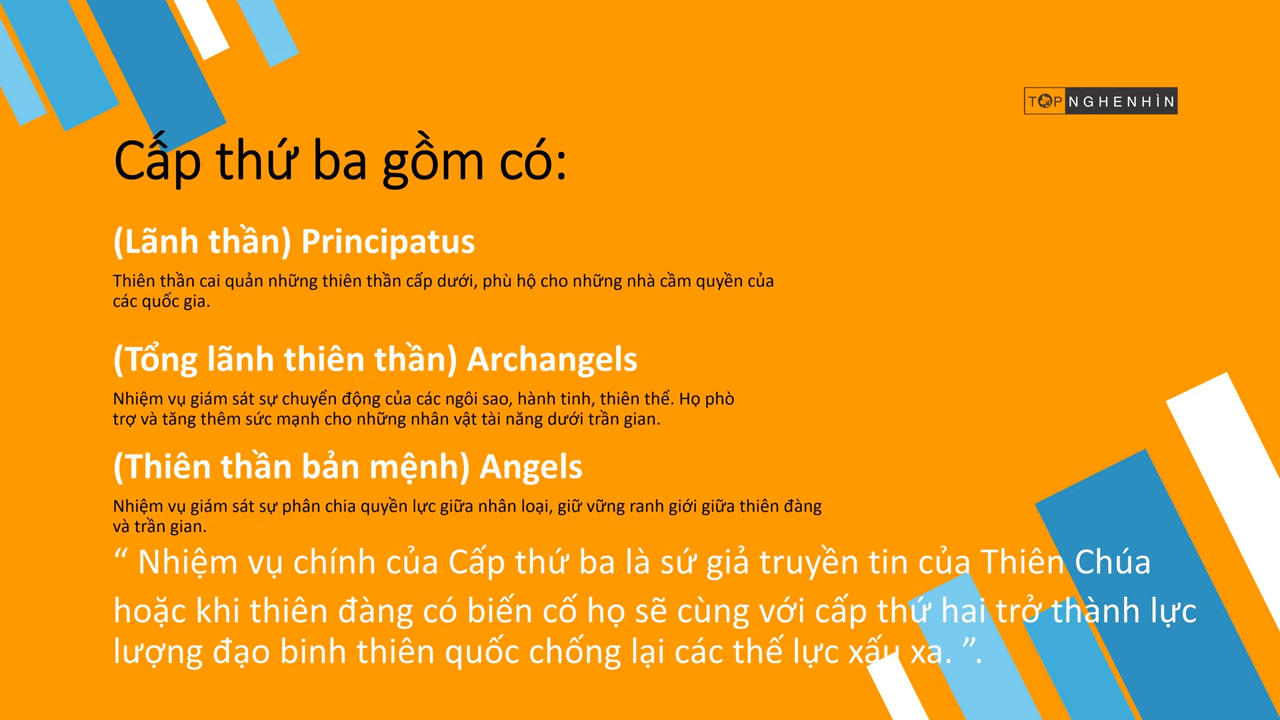 TOP NGHENHÌN
Cấp thứ ba gồm có:
(Lãnh thần) Principatus
Thiên thần cai quản những thiên thần cấp dưới, phù hộ cho những nhà cầm quyền của
các quốc gia.
(Tổng lãnh thiên thần) Archangels
Nhiệm vụ giám sát sự chuyển động của các ngôi sao, hành tinh, thiên thể. Họ phò
trợ và tăng thêm sức mạnh cho những nhân vật tài năng dưới trần gian.
(Thiên thần bản mệnh) Angels
Nhiệm vụ giám sát sự phân chia quyền lực giữa nhân loại, giữ vững ranh giới giữa thiên đàng
và trần gian.
“ Nhiệm vụ chính của Cấp thứ ba là sứ giả truyền tin của Thiên Chúa
hoặc khi thiên đàng có biến cố họ sẽ cùng với cấp thứ hai trở thành lực
lượng đạo binh thiên quốc chống lại các thế lực xấu xa. ”.